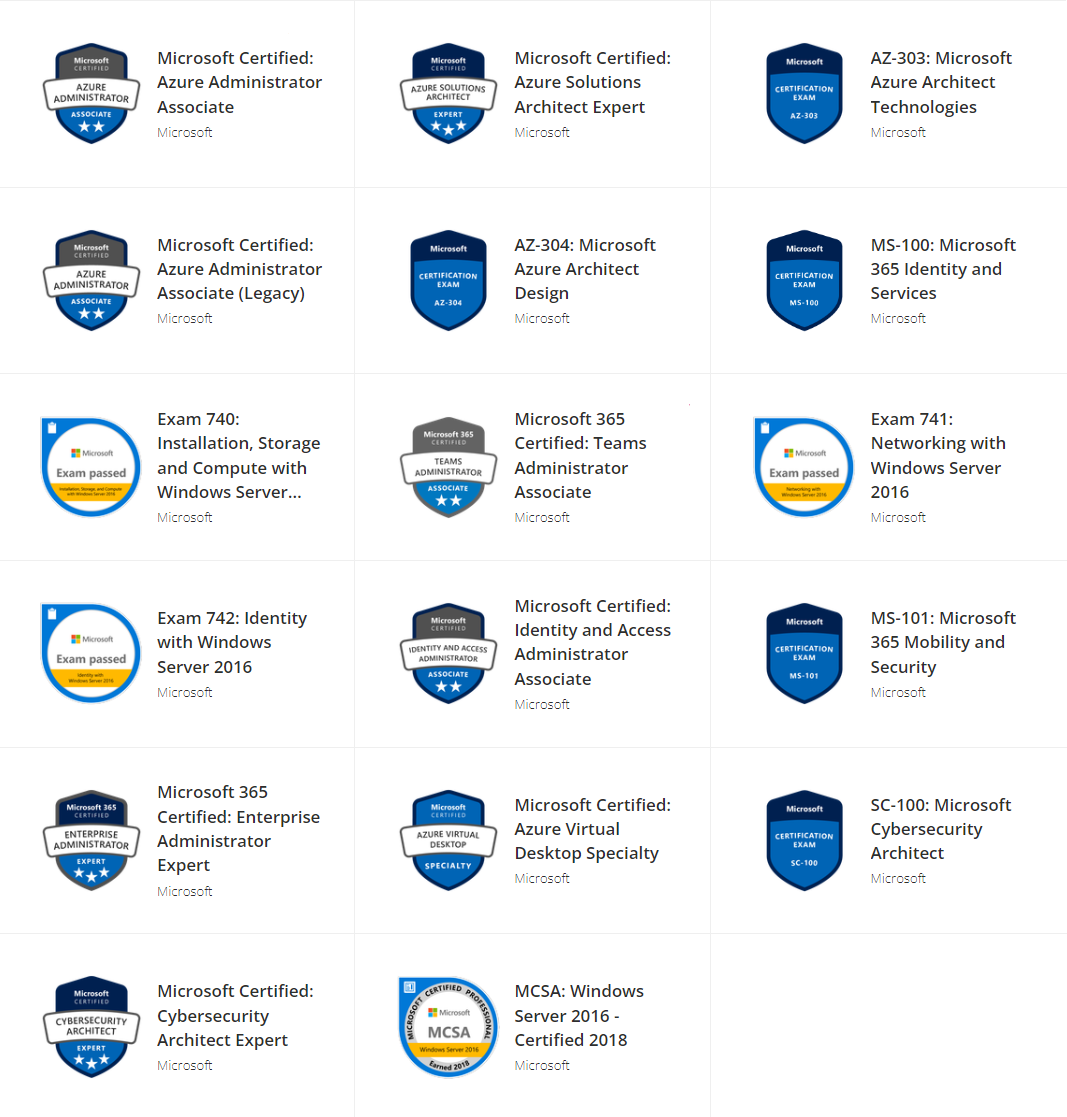 Microsoft
CERTIFIED
AZURE
ADMINISTRATOR
ASSOCIATE
Microsoft Certified:
Azure Administrator
Associate
Microsoft
Microsoft
CERTIFIED
AZURE SOLUTIONS
ARCHITECT
EXPERT
Microsoft Certified:
Azure Solutions
Architect Expert
Microsoft
Microsoft
CERTIFICATION
EXAM
AZ-303
AZ-303: Microsoft
Azure Architect
Technologies
Microsoft
Microsoft
CERTIFIED
AZURE
ADMINISTRATOR
ASSOCIATE
Microsoft Certified:
Azure Administrator
Associate (Legacy)
Microsoft
Microsoft
CERTIFICATION
EXAM
AZ-304
AZ-304: Microsoft
Azure Architect
Design
Microsoft
Microsoft
CERTIFICATION
EXAM
MS-100
MS-100: Microsoft
365 Identity and
Services
Microsoft
Microsoft
Exam passed
Installation, Storage, and Compute
with Windows Server 2016
Exam 740:
Installation, Storage
and Compute with
Windows Server...
Microsoft
Microsoft 365
CERTIFIED
TEAMS
ADMINISTRATOR
ASSOCIATE
Microsoft 365
Certified: Teams
Administrator
Associate
Microsoft
Microsoft
Exam passed
Networking with
Windows Server 2016
Exam 741:
Networking with
Windows Server
2016
Microsoft
Microsoft
Exam passed
Identity with
Windows Server 2016
Exam 742: Identity
with Windows
Server 2016
Microsoft
Microsoft
CERTIFIED
IDENTITY AND ACCESS
ADMINISTRATOR
ASSOCIATE
Microsoft Certified:
Identity and Access
Administrator
Associate
Microsoft
Microsoft
CERTIFICATION
EXAM
MS-101
MS-101: Microsoft
365 Mobility and
Security
Microsoft
Microsoft 365
CERTIFIED
ENTERPRISE
ADMINISTRATOR
EXPERT
Microsoft 365
Certified: Enterprise
Administrator
Expert
Microsoft
Microsoft
CERTIFIED
AZURE VIRTUAL
DESKTOP
SPECIALTY
Microsoft Certified:
Azure Virtual
Desktop Specialty
Microsoft
Microsoft
CERTIFICATION
EXAM
SC-100
SC-100: Microsoft
Cybersecurity
Architect
Microsoft
Microsoft
CERTIFIED
CYBERSECURITY
ARCHITECT
EXPERT
Microsoft Certified:
Cybersecurity
Architect Expert
Microsoft
MICROSOFT CERTIFIED PROFESSIONAL
Microsoft
MCSA
Windows Server 2016
Earned 2018
MCSA: Windows
Server 2016 -
Certified 2018
Microsoft